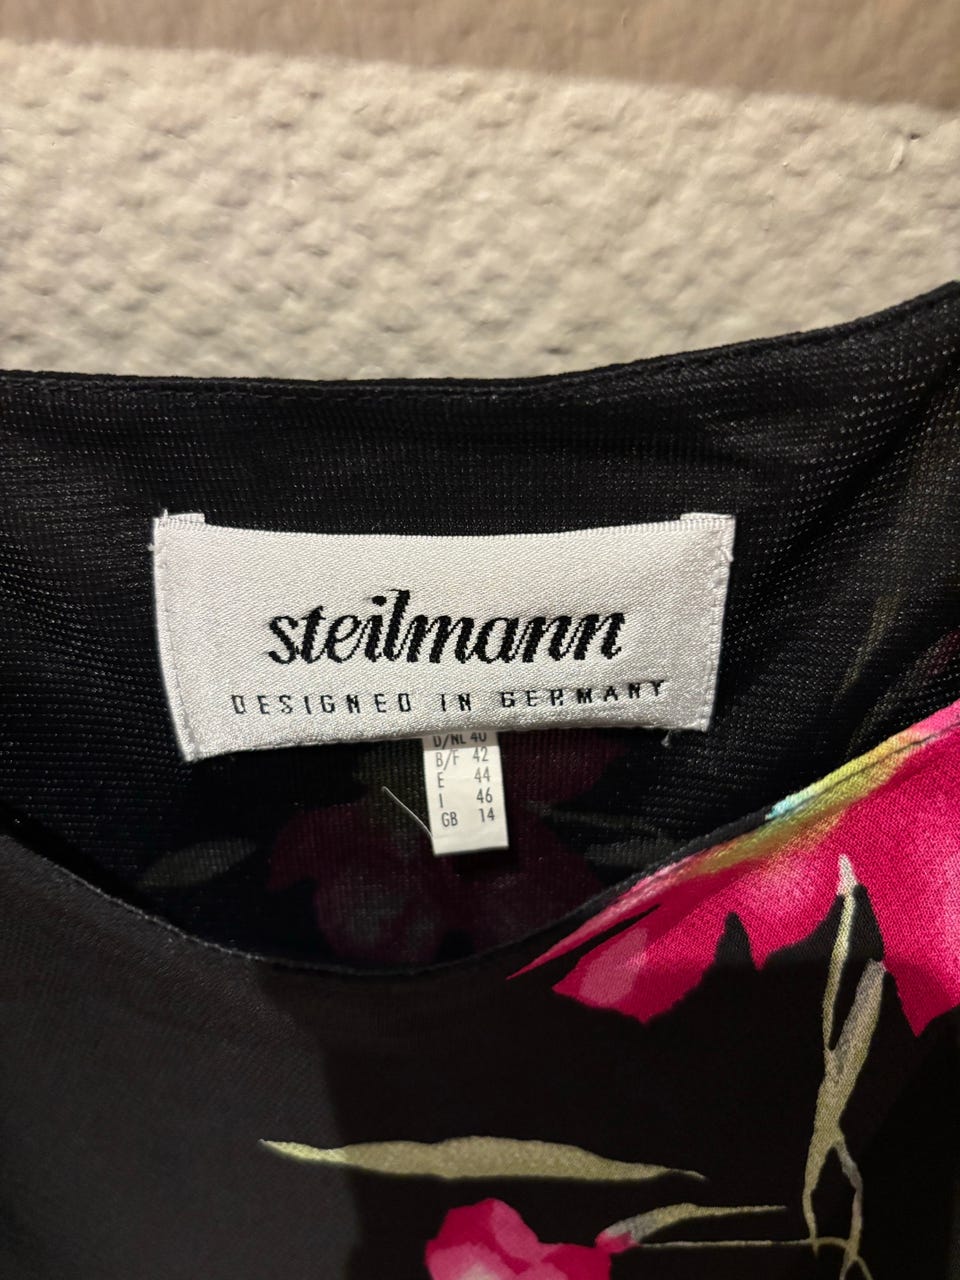 steilmann
DESIGNED IN GERMANY
D/NL 40
B/F 42
E 44
I 46
GB 14